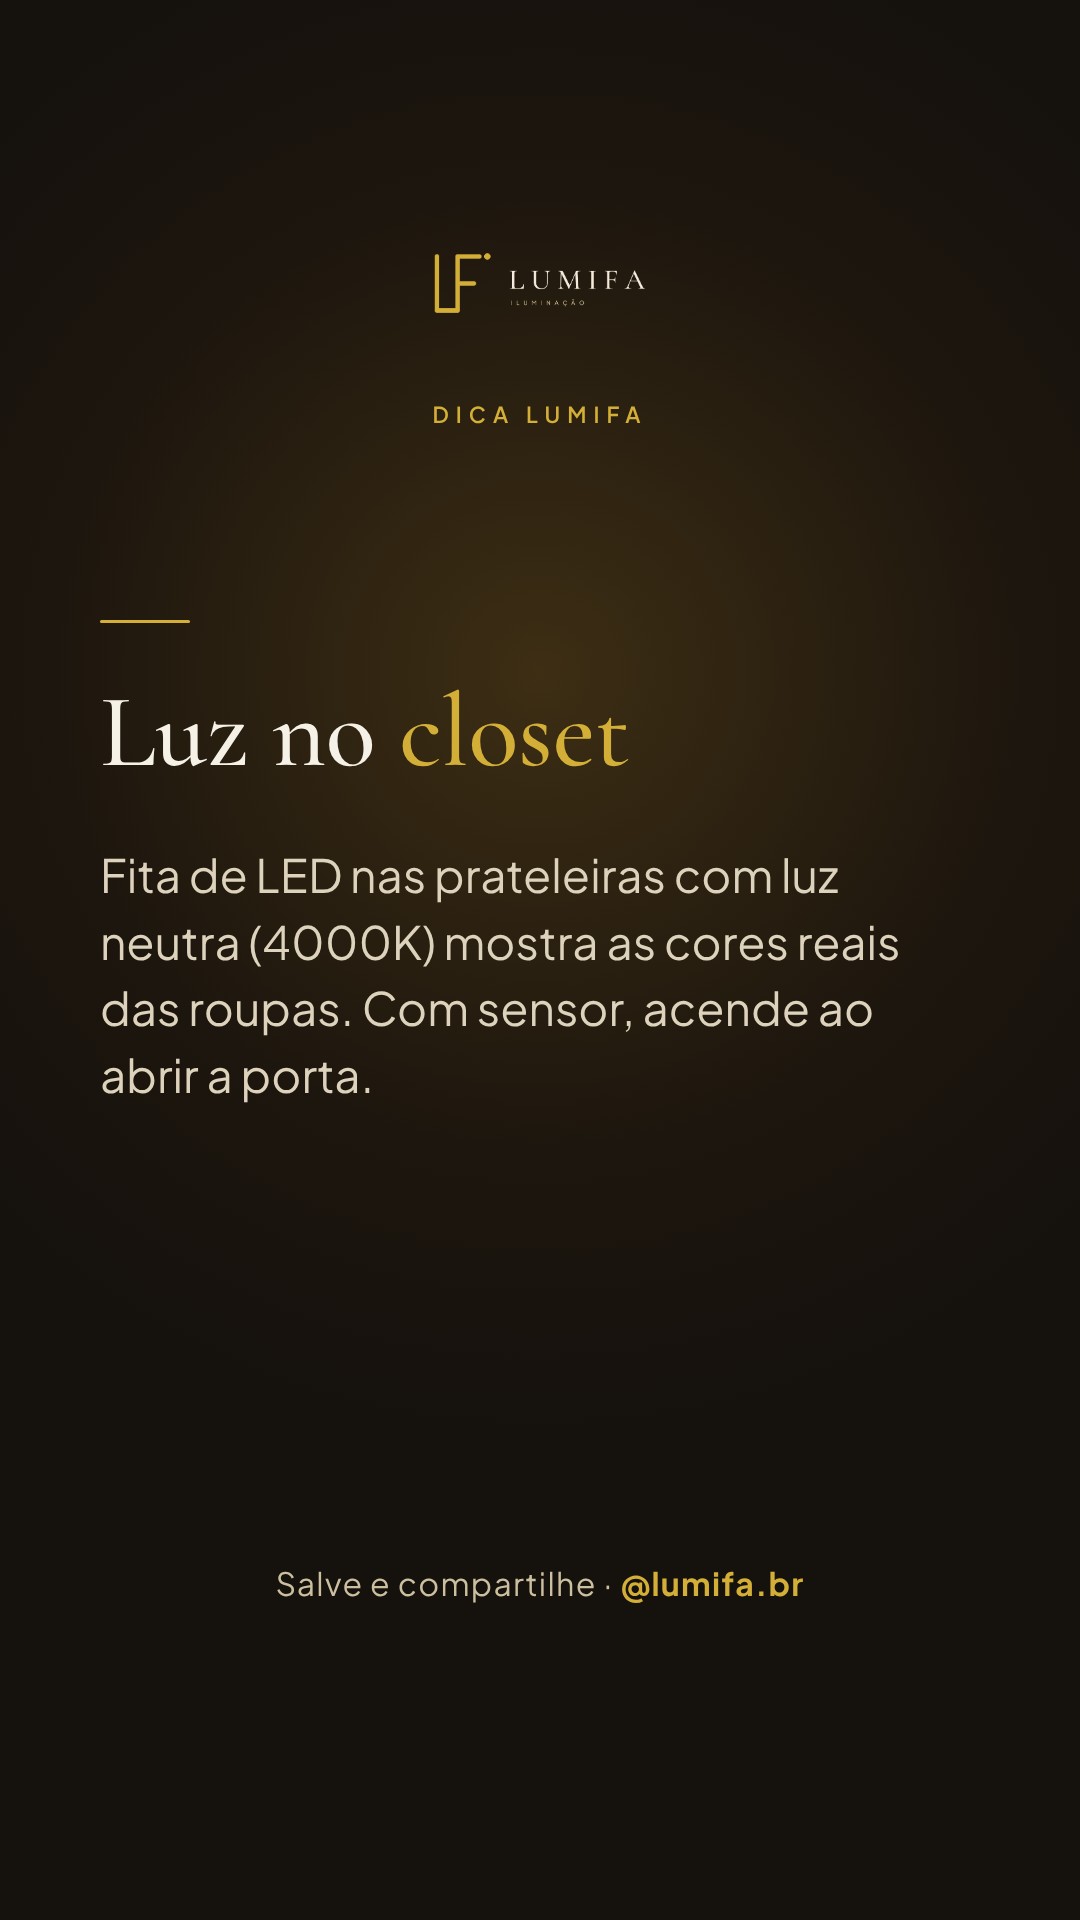 LF
LUMIFA
ILUMINAÇÃO
DICA LUMIFA
Luz no closet
Fita de LED nas prateleiras com luz
neutra (4000K) mostra as cores reais
das roupas. Com sensor, acende ao
abrir a porta.
Salve e compartilhe · @lumifa.br